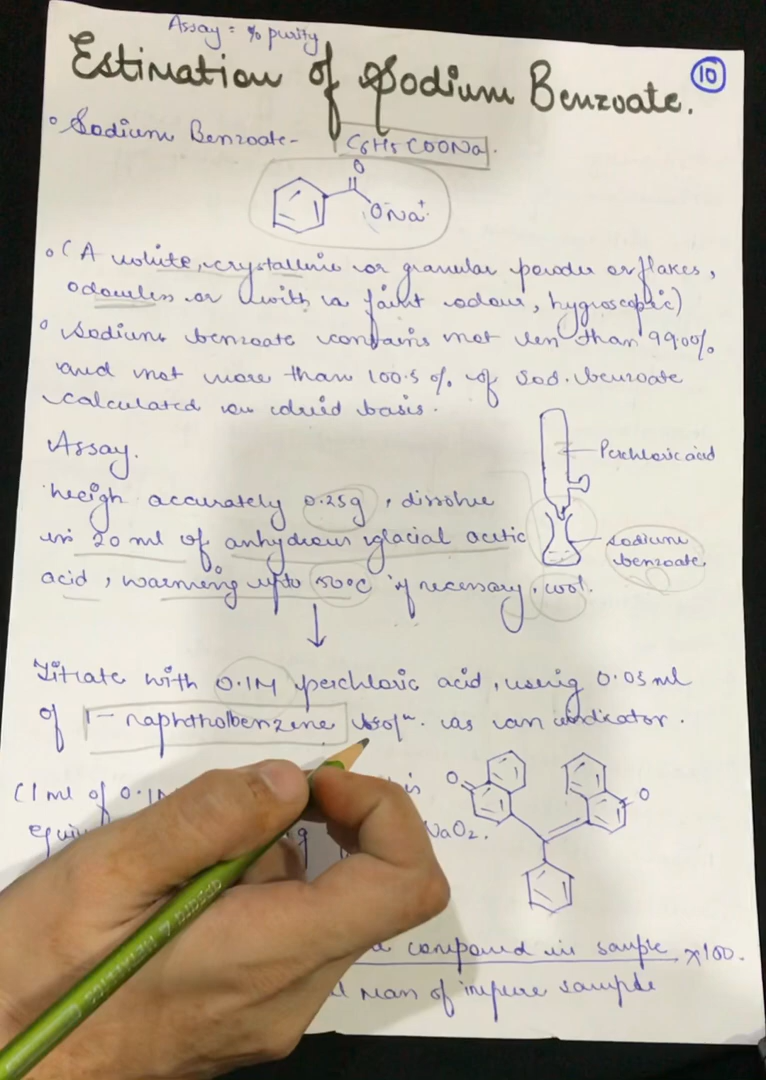 Assay = % purity
Estimation of Sodium Benzoate.
10
Sodium Benzoate- C6H5COONa.
O
O⁻Na⁺
(A white, crystalline or granular powder or flakes,
odourless or with a faint odour, hygroscopic)
Sodium benzoate contains not less than 99.00%
and not more than 100.5 % of Sod. benzoate
calculated on dried basis.
Assay.
Weigh accurately 0.25g, dissolve
in 20 ml of anhydrous glacial acetic
acid, warming upto 50°C if necessary, cool.
Perchloric acid
sodium
benzoate
Titrate with 0.1M perchloric acid, using 0.05 ml
of 1-naphtholbenzene sol^n. as an indicator.
(1 ml of 0.1M is
equiv g NaO2.
O
O
compound in sample x100.
mass of impure sample